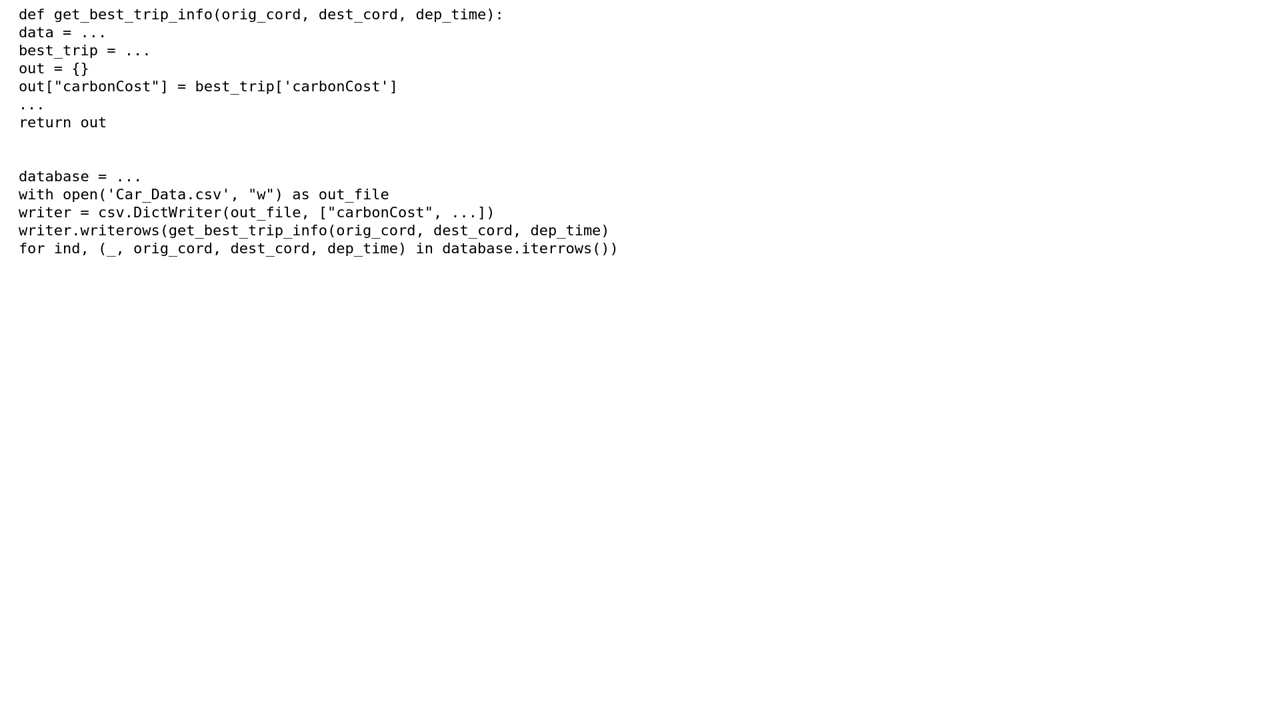 def get_best_trip_info(orig_cord, dest_cord, dep_time):
data = ...
best_trip = ...
out = {}
out["carbonCost"] = best_trip['carbonCost']
...
return out
database = ...
with open('Car_Data.csv', "w") as out_file
writer = csv.DictWriter(out_file, ["carbonCost", ...])
writer.writerows(get_best_trip_info(orig_cord, dest_cord, dep_time)
for ind, (_, orig_cord, dest_cord, dep_time) in database.iterrows())